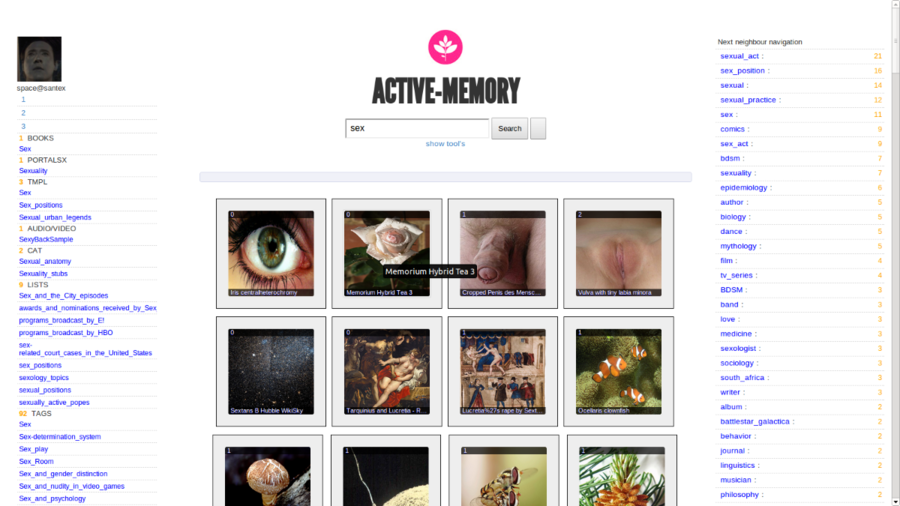 space@santex
1
2
3
1 BOOKS
Sex
1 PORTALSX
Sexuality
3 TMPL
Sex
Sex_positions
Sexual_urban_legends
1 AUDIO/VIDEO
SexyBackSample
2 CAT
Sexual_anatomy
Sexuality_stubs
9 LISTS
Sex_and_the_City_episodes
awards_and_nominations_received_by_Sex
programs_broadcast_by_E!
programs_broadcast_by_HBO
sex-
related_court_cases_in_the_United_States
sex_positions
sexology_topics
sexual_positions
sexually_active_popes
92 TAGS
Sex
Sex-determination_system
Sex_play
Sex_Room
Sex_and_gender_distinction
Sex_and_nudity_in_video_games
Sex_and_psychology
ACTIVE-MEMORY
sex Search
show tool's
0 0 1 2
Memorium Hybrid Tea 3
Iris centralheterochromy Memorium Hybrid Tea 3 Cropped Penis des Mensc... Vulva with tiny labia minora
0 0 1 1
Sextans B Hubble WikiSky Tarquinius and Lucretia - R... Lucretia%27s rape by Sext... Ocellaris clownfish
1 1 1 1
Next neighbour navigation
sexual_act : 21
sex_position : 16
sexual : 14
sexual_practice : 12
sex : 11
comics : 9
sex_act : 9
bdsm : 7
sexuality : 7
epidemiology : 6
author : 5
biology : 5
dance : 5
mythology : 5
film : 4
tv_series : 4
BDSM : 3
band : 3
love : 3
medicine : 3
sexologist : 3
sociology : 3
south_africa : 3
writer : 3
album : 2
battlestar_galactica : 2
behavior : 2
journal : 2
linguistics : 2
musician : 2
philosophy : 2